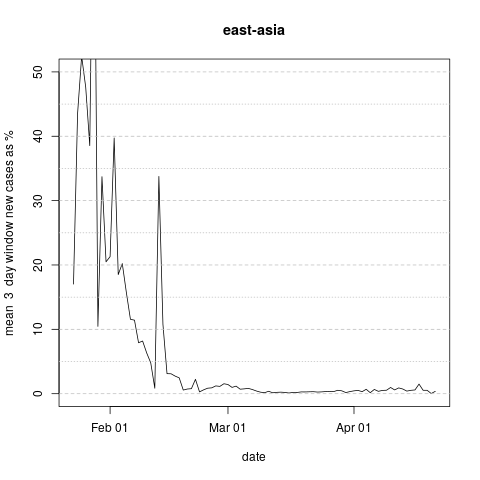 east-asia
mean 3 day window new cases as %
50
40
30
20
10
0
Feb 01
Mar 01
Apr 01
date